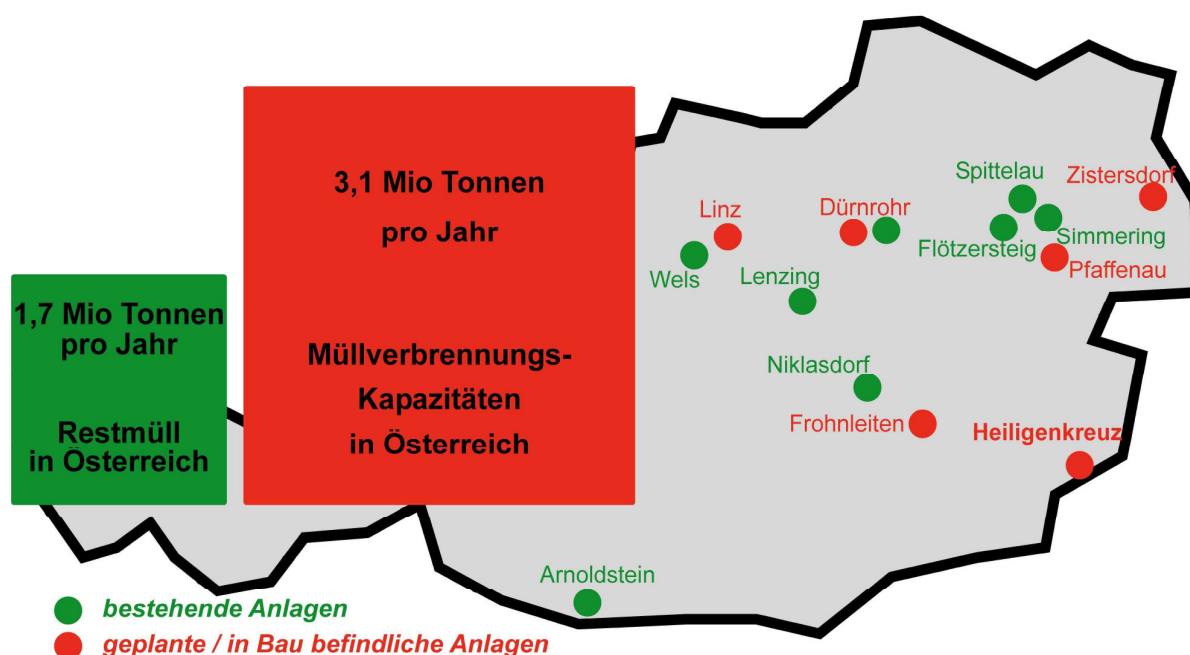 3,1 Mio Tonnen
pro Jahr
Müllverbrennungs-
Kapazitäten
in Österreich
1,7 Mio Tonnen
pro Jahr
Restmüll
in Österreich
Spittelau
Zistersdorf
Linz
Dürnrohr
Flötzersteig
Simmering
Wels
Lenzing
Pfaffenau
Niklasdorf
Frohnleiten
Heiligenkreuz
Arnoldstein
bestehende Anlagen
geplante / in Bau befindliche Anlagen